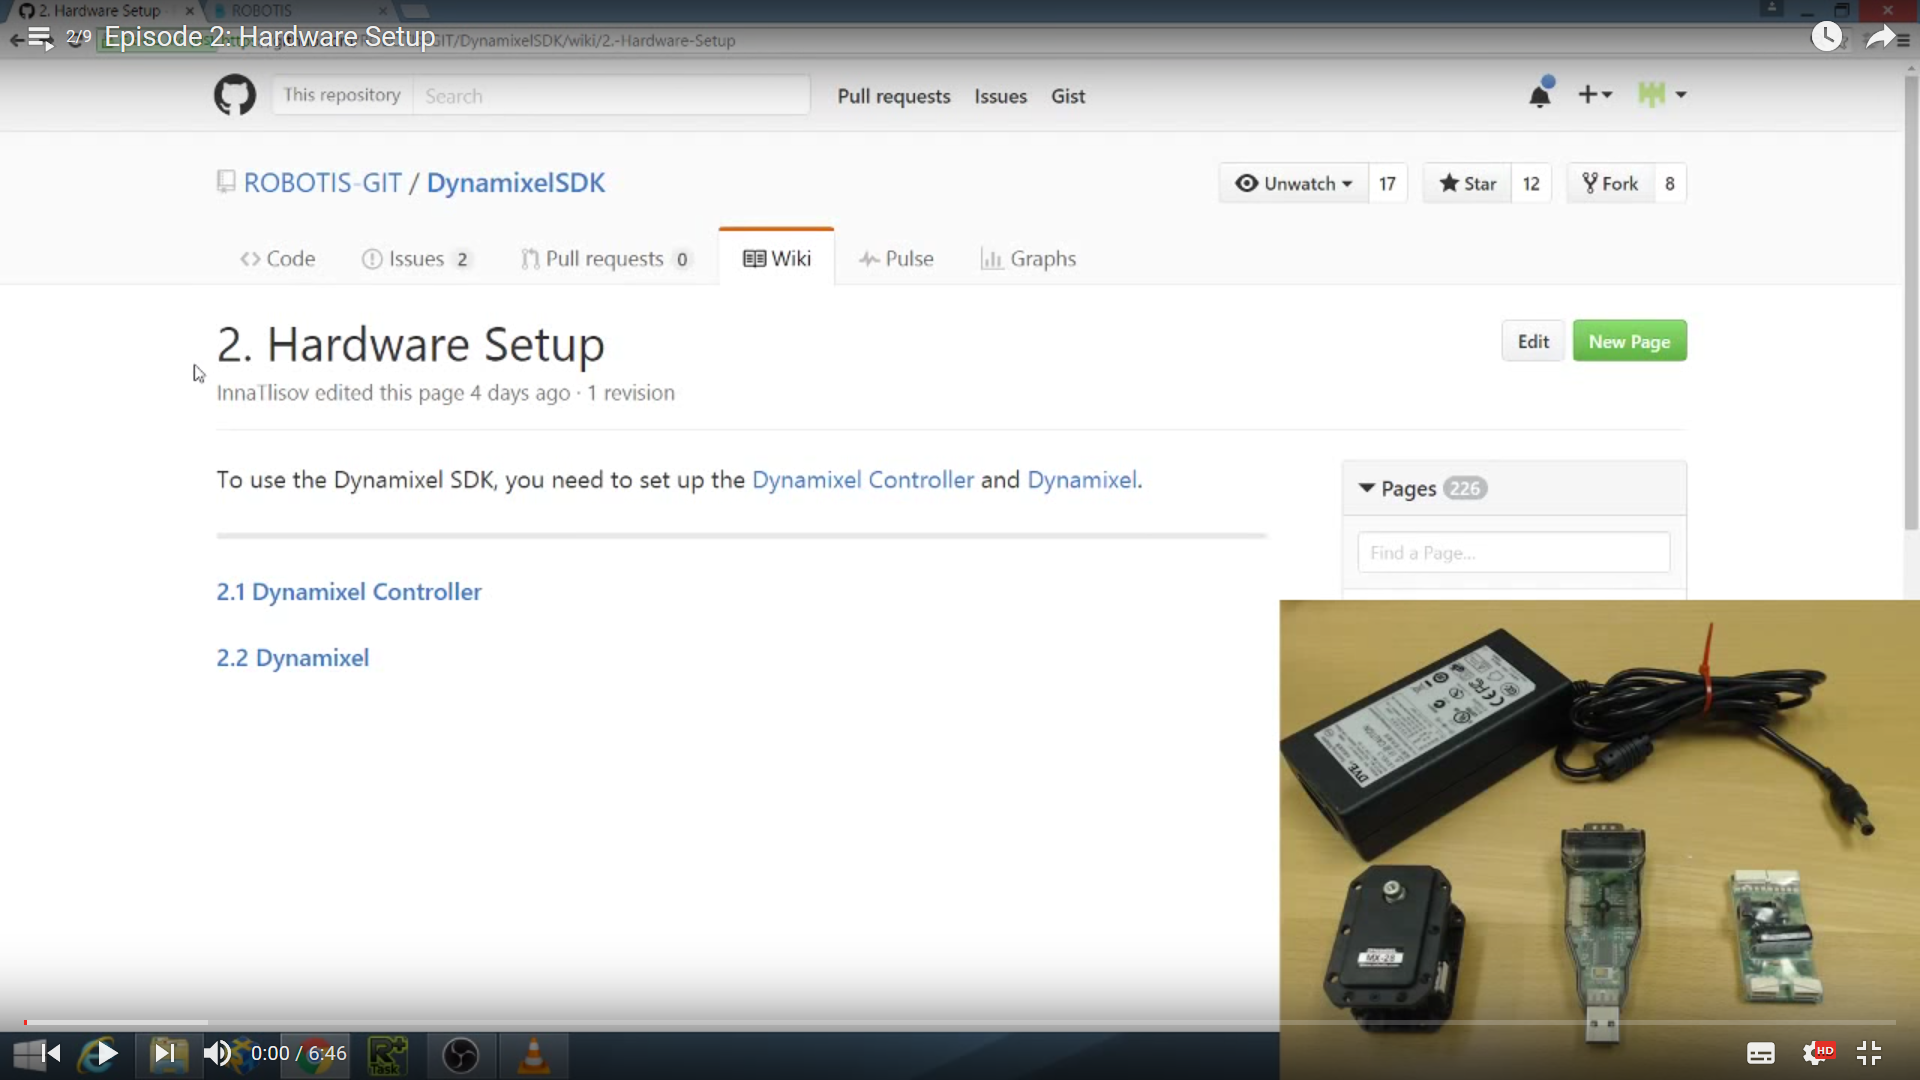 2. Hardware Setup
ROBOTIS
2/9 Episode 2: Hardware Setup
GIT/DynamixelSDK/wiki/2.-Hardware-Setup
This repository Search Pull requests Issues Gist
ROBOTIS-GIT / DynamixelSDK
Unwatch 17 Star 12 Fork 8
Code Issues 2 Pull requests 0 Wiki Pulse Graphs
2. Hardware Setup
Edit New Page
InnaTlisov edited this page 4 days ago · 1 revision
To use the Dynamixel SDK, you need to set up the Dynamixel Controller and Dynamixel.
Pages 226
Find a Page...
2.1 Dynamixel Controller
2.2 Dynamixel
DVE
MX-28
0:00 / 6:46
R+
Task
HD